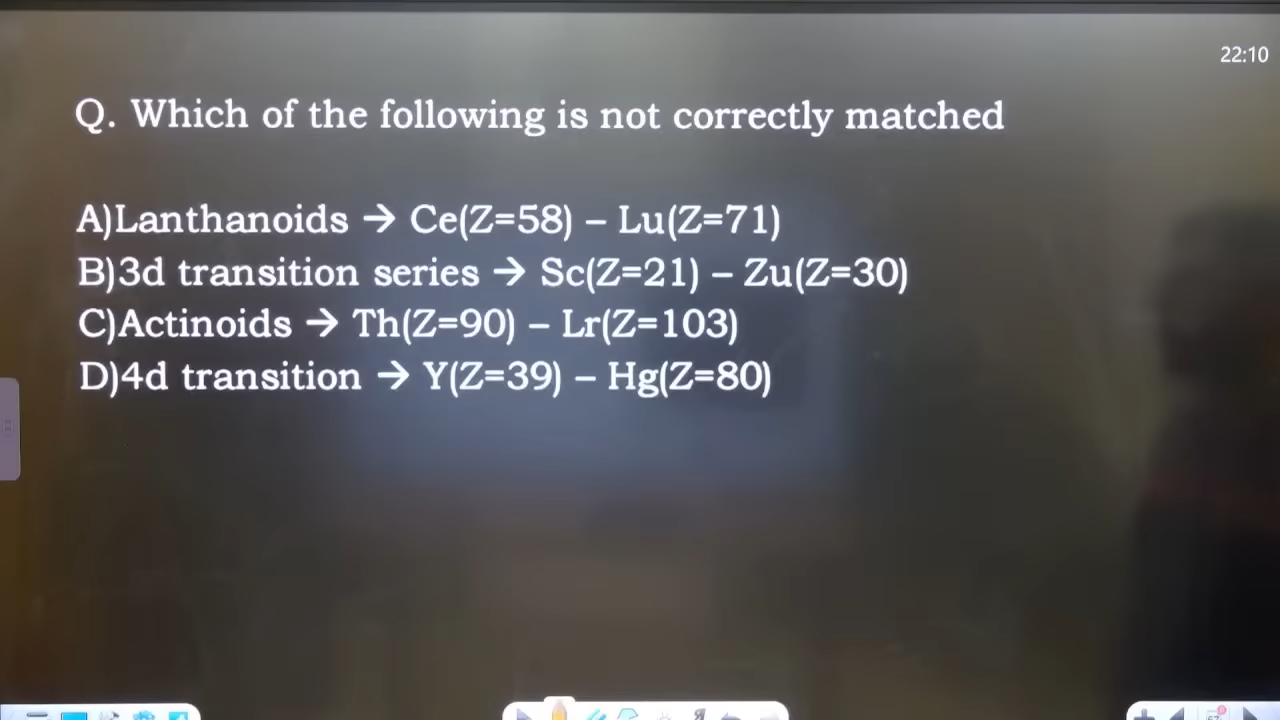 22:10
Q. Which of the following is not correctly matched
A)Lanthanoids → Ce(Z=58) – Lu(Z=71)
B)3d transition series → Sc(Z=21) – Zu(Z=30)
C)Actinoids → Th(Z=90) – Lr(Z=103)
D)4d transition → Y(Z=39) – Hg(Z=80)